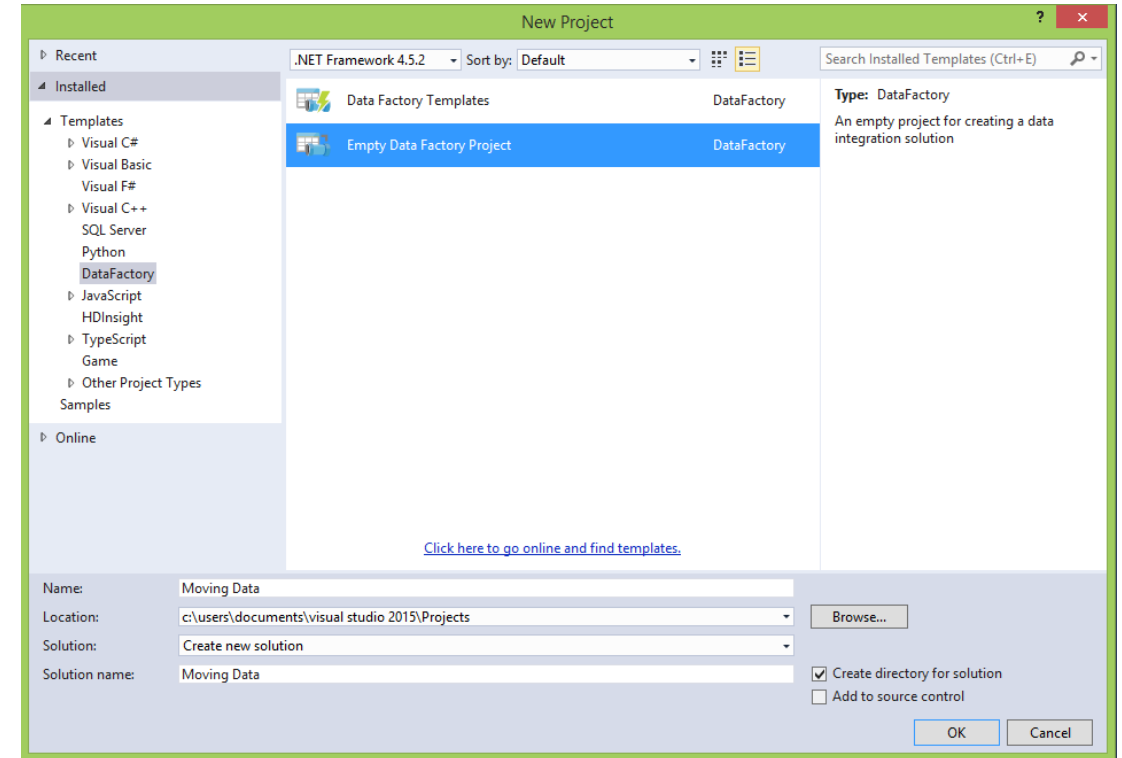 New Project
?
×
Recent
.NET Framework 4.5.2 Sort by: Default
Search Installed Templates (Ctrl+E)
Installed
Templates
Visual C#
Visual Basic
Visual F#
Visual C++
SQL Server
Python
DataFactory
JavaScript
HDInsight
TypeScript
Game
Other Project Types
Samples
Online
Data Factory Templates DataFactory
Empty Data Factory Project DataFactory
Click here to go online and find templates.
Type: DataFactory
An empty project for creating a data
integration solution
Name: Moving Data
Location: c:\users\documents\visual studio 2015\Projects Browse...
Solution: Create new solution
Solution name: Moving Data
Create directory for solution
Add to source control
OK Cancel